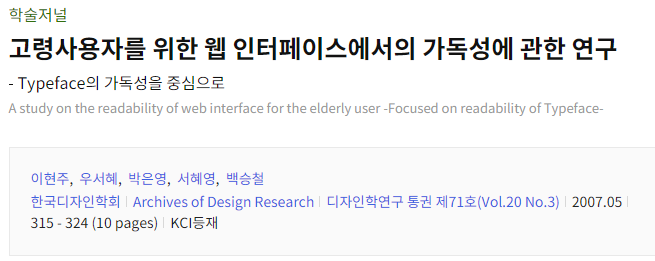 학술저널
고령사용자를 위한 웹 인터페이스에서의 가독성에 관한 연구
- Typeface의 가독성을 중심으로
A study on the readability of web interface for the elderly user -Focused on readability of Typeface-
이현주, 우서혜, 박은영, 서혜영, 백승철
한국디자인학회 | Archives of Design Research | 디자인학연구 통권 제71호(Vol.20 No.3) | 2007.05 |
315 - 324 (10 pages) | KCI등재